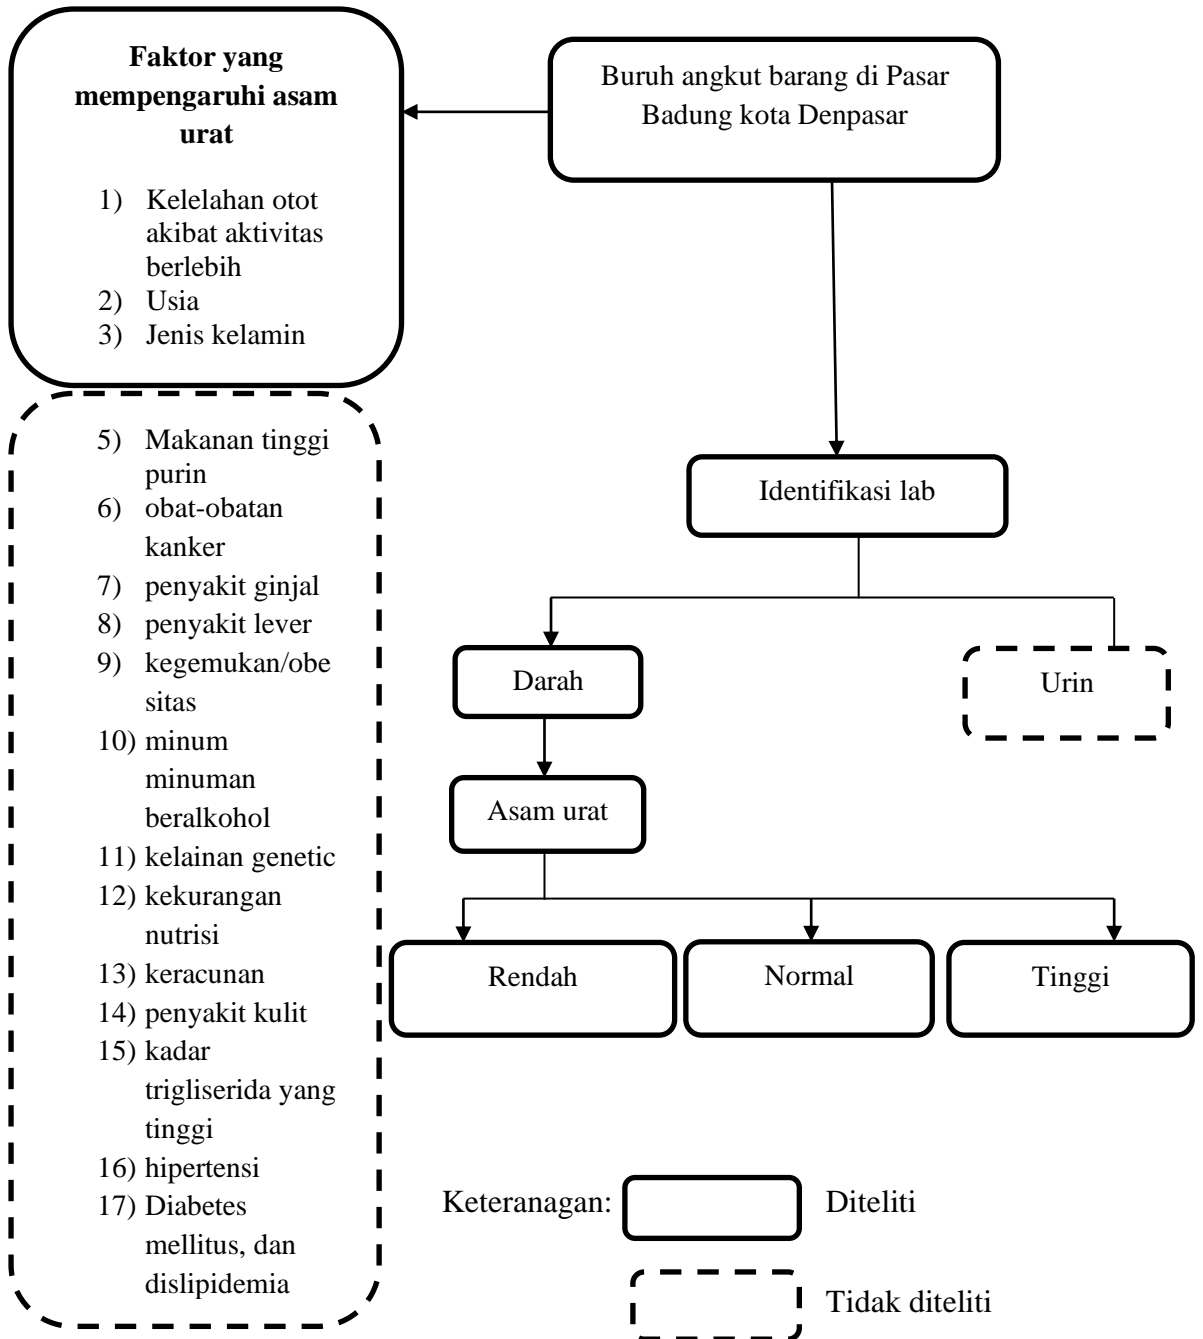 Faktor yang
mempengaruhi asam
urat
1) Kelelahan otot
akibat aktivitas
berlebih
2) Usia
3) Jenis kelamin
5) Makanan tinggi
purin
6) obat-obatan
kanker
7) penyakit ginjal
8) penyakit lever
9) kegemukan/obe
sitas
10) minum
minuman
beralkohol
11) kelainan genetic
12) kekurangan
nutrisi
13) keracunan
14) penyakit kulit
15) kadar
trigliserida yang
tinggi
16) hipertensi
17) Diabetes
mellitus, dan
dislipidemia
Buruh angkut barang di Pasar
Badung kota Denpasar
Identifikasi lab
Darah
Urin
Asam urat
Rendah
Normal
Tinggi
Keteranagan:
Diteliti
Tidak diteliti